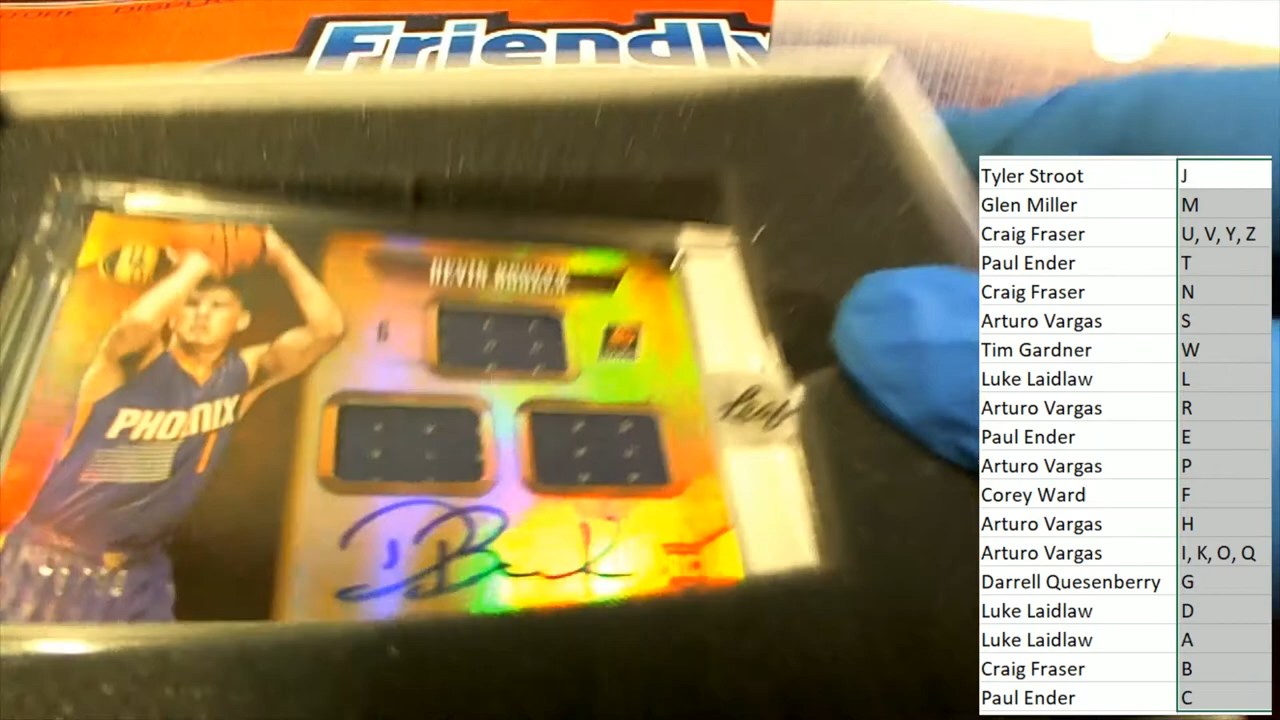 DISPLAY
Friendly
DEVIN BOOKER
PHOENIX
1
Tyler Stroot J
Glen Miller M
Craig Fraser U, V, Y, Z
Paul Ender T
Craig Fraser N
Arturo Vargas S
Tim Gardner W
Luke Laidlaw L
Arturo Vargas R
Paul Ender E
Arturo Vargas P
Corey Ward F
Arturo Vargas H
Arturo Vargas I, K, O, Q
Darrell Quesenberry G
Luke Laidlaw D
Luke Laidlaw A
Craig Fraser B
Paul Ender C